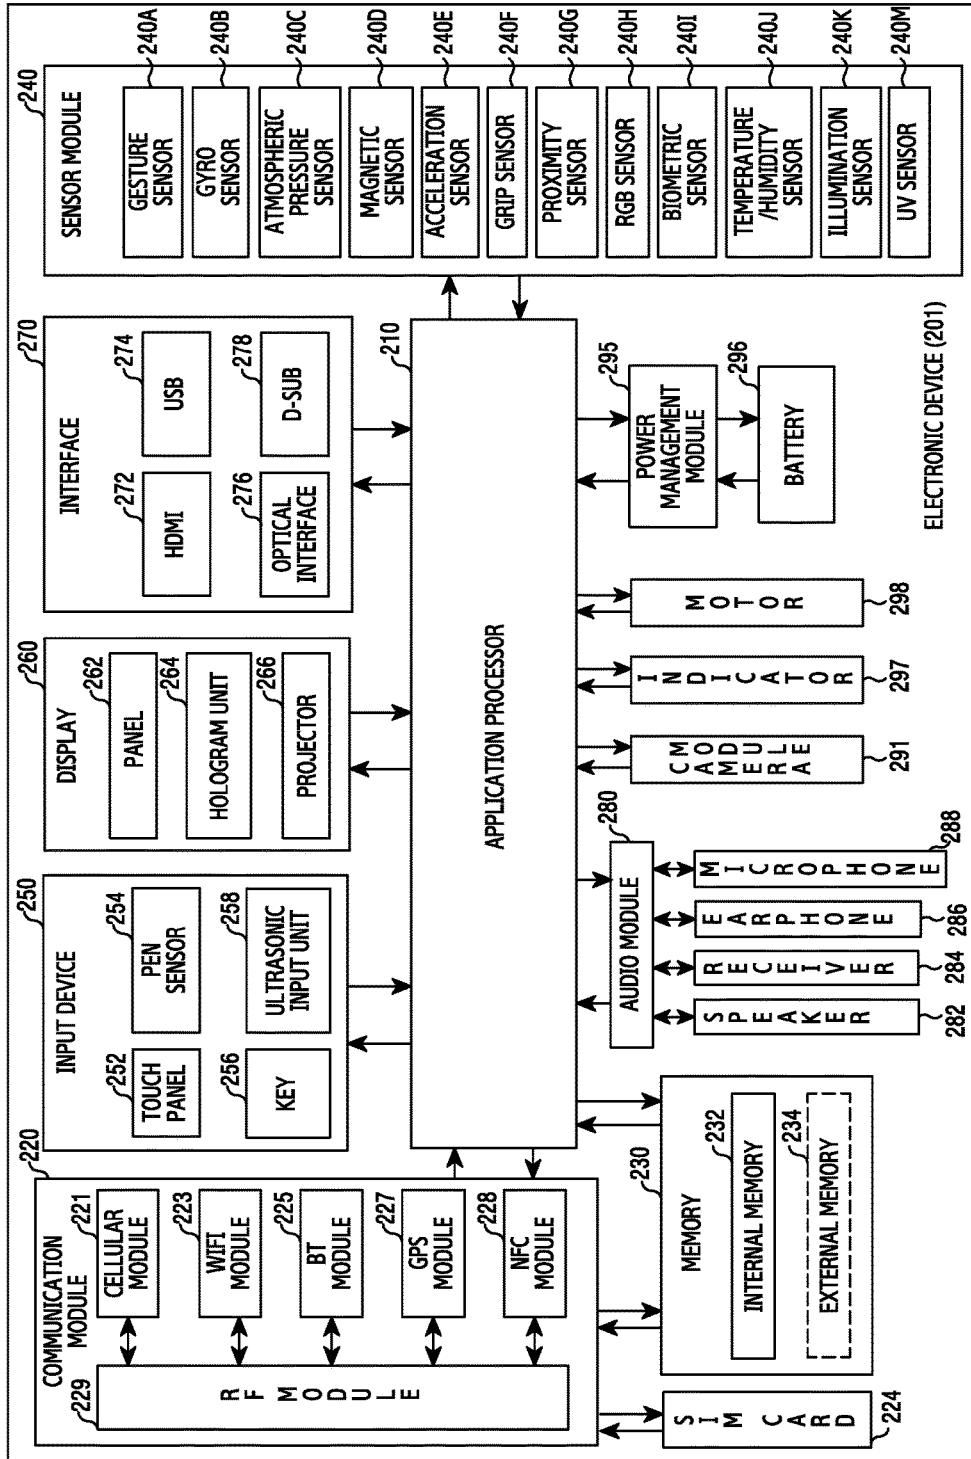 COMMUNICATION
MODULE
220
229
RF MODULE
221
CELLULAR
MODULE
223
WIFI
MODULE
225
BT
MODULE
227
GPS
MODULE
228
NFC
MODULE
SIM CARD
224
INPUT DEVICE
250
252
TOUCH
PANEL
254
PEN
SENSOR
256
KEY
258
ULTRASONIC
INPUT UNIT
DISPLAY
260
262
PANEL
264
HOLOGRAM UNIT
266
PROJECTOR
INTERFACE
270
272
HDMI
274
USB
276
OPTICAL
INTERFACE
278
D-SUB
SENSOR MODULE
240
GESTURE
SENSOR
240A
GYRO
SENSOR
240B
ATMOSPHERIC
PRESSURE
SENSOR
240C
MAGNETIC
SENSOR
240D
ACCELERATION
SENSOR
240E
GRIP SENSOR
240F
PROXIMITY
SENSOR
240G
RGB SENSOR
240H
BIOMETRIC
SENSOR
240I
TEMPERATURE
/HUMIDITY
SENSOR
240J
ILLUMINATION
SENSOR
240K
UV SENSOR
240M
APPLICATION PROCESSOR
210
MEMORY
230
232
INTERNAL MEMORY
234
EXTERNAL MEMORY
AUDIO MODULE
280
SPEAKER
282
RECEIVER
284
EARPHONE
286
MICROPHONE
288
CAMERA
MODULE
291
INDICATOR
297
MOTOR
298
POWER
MANAGEMENT
MODULE
295
BATTERY
296
ELECTRONIC DEVICE (201)